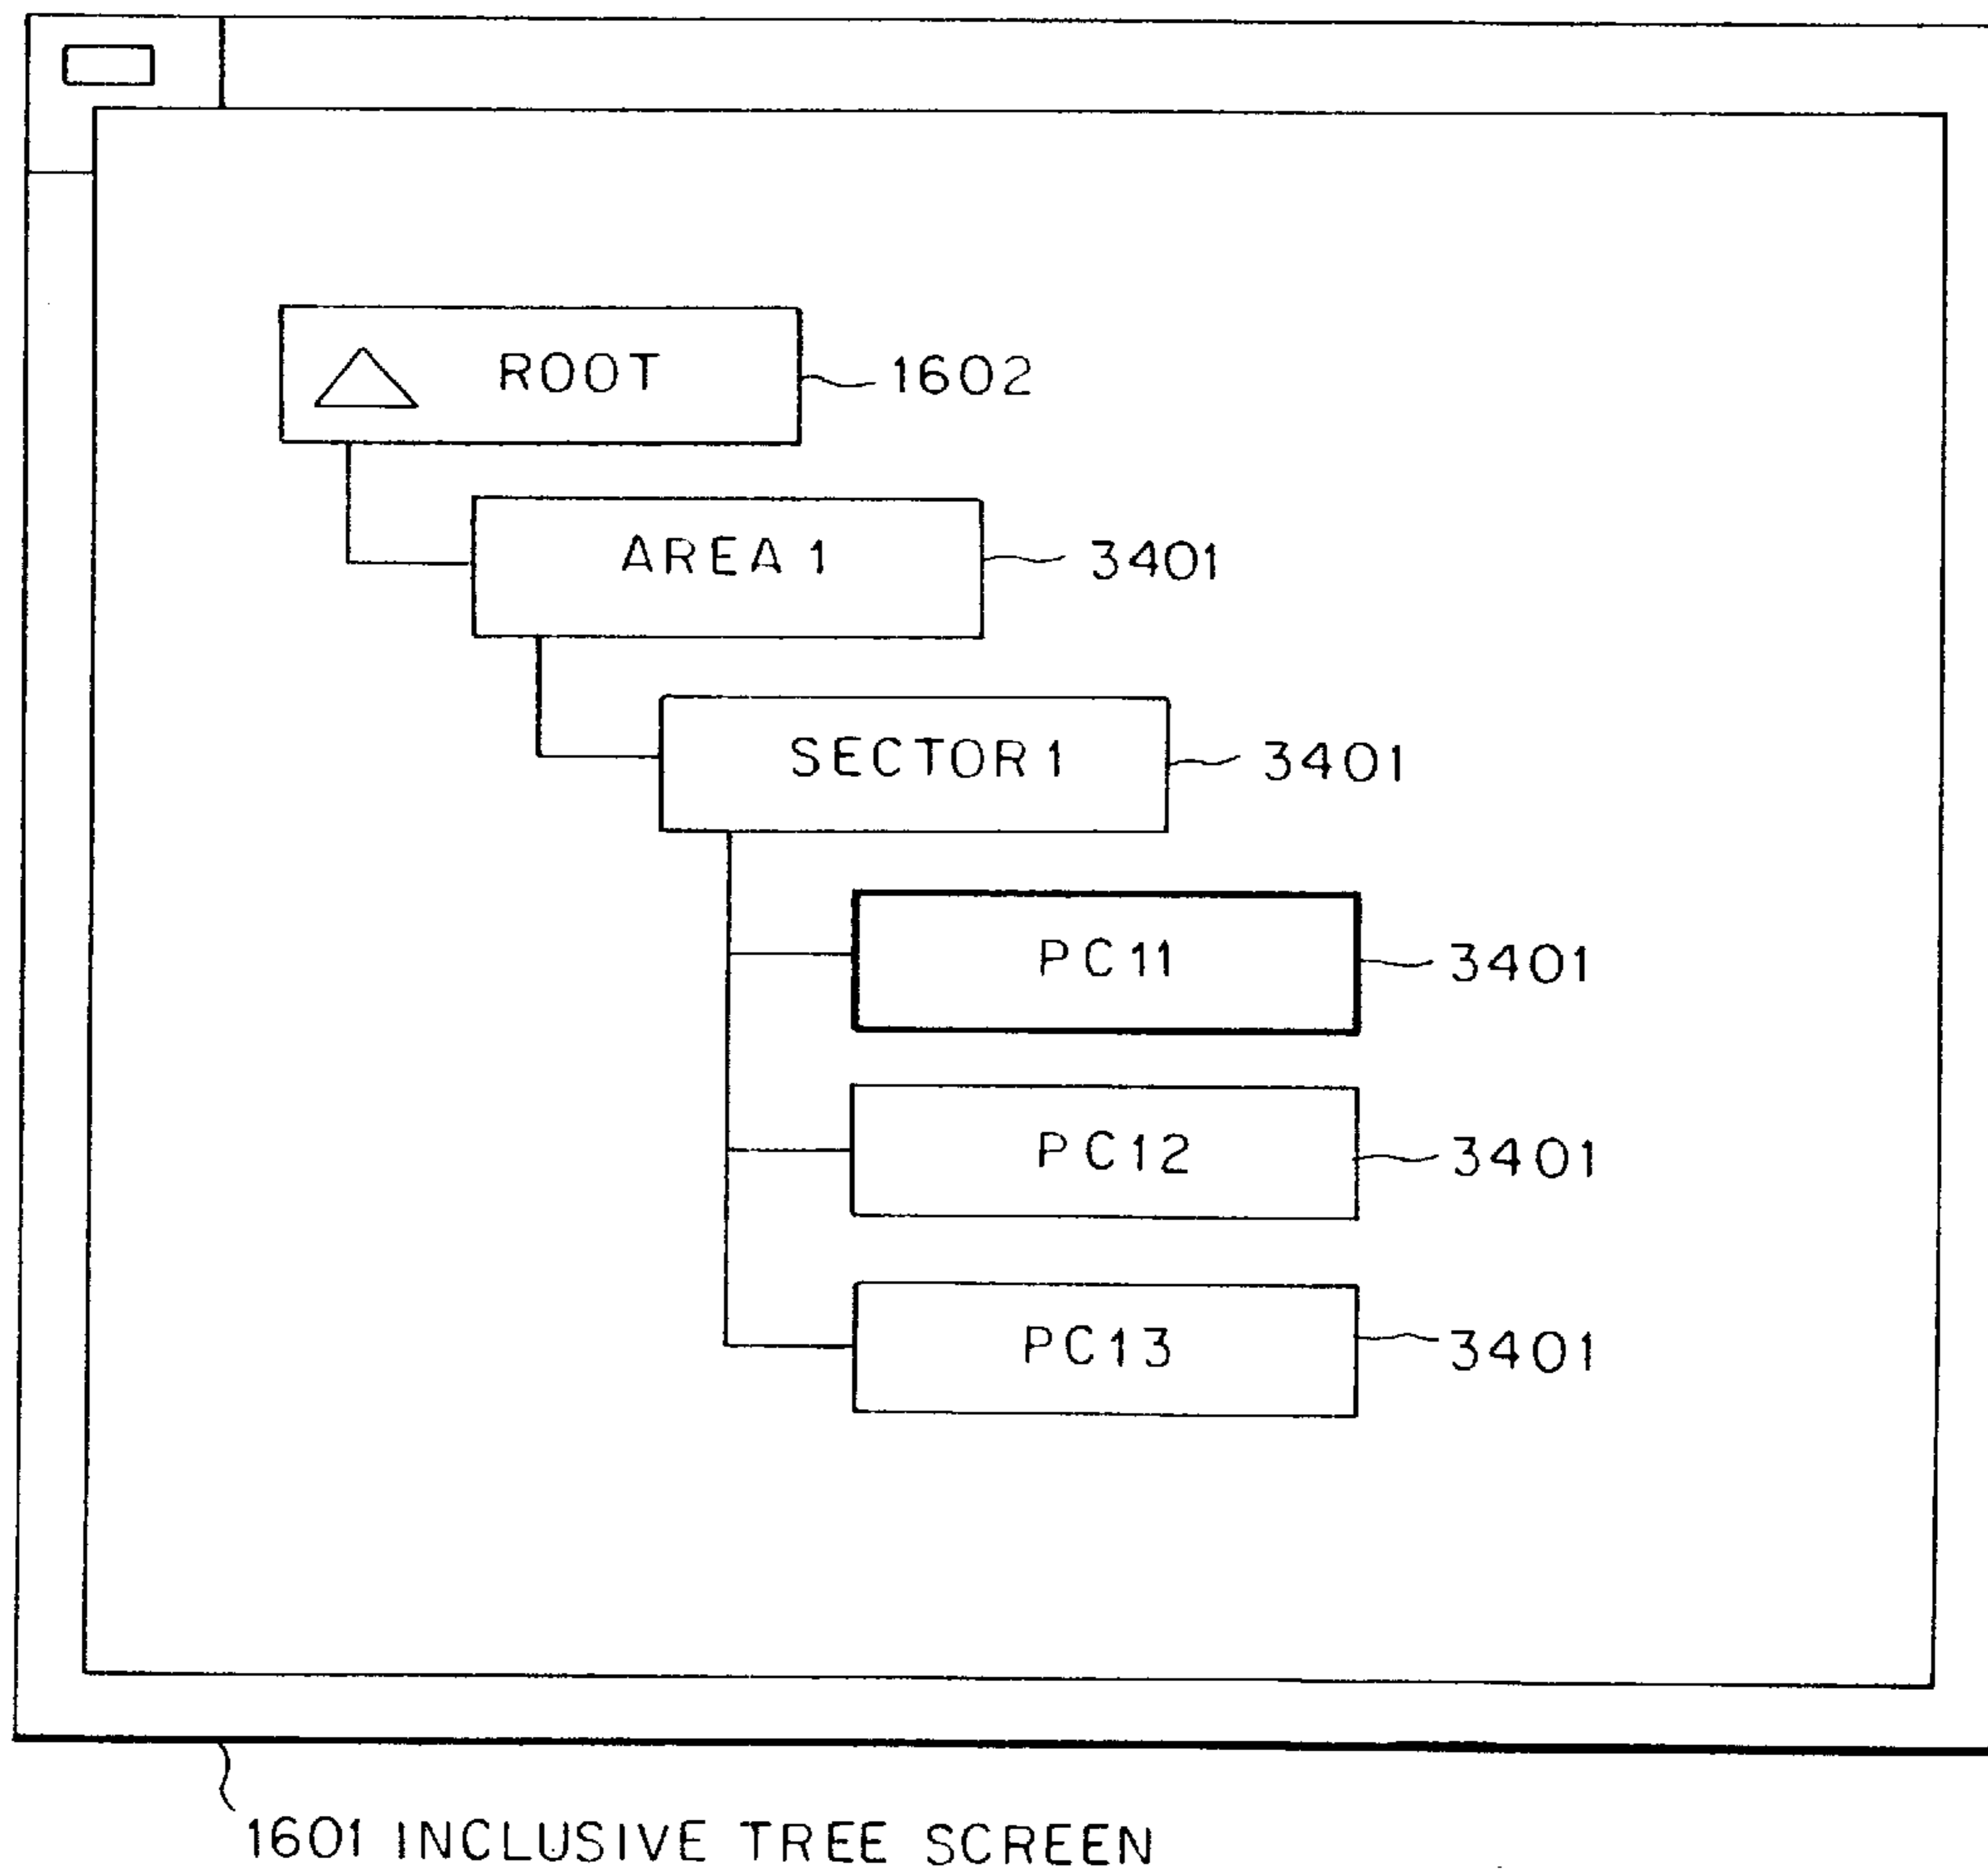 ROOT 1602
AREA 1 3401
SECTOR 1 3401
PC11 3401
PC12 3401
PC13 3401
1601 INCLUSIVE TREE SCREEN